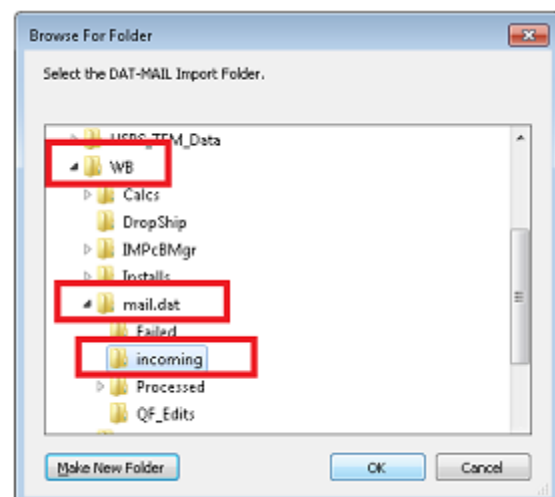 Browse For Folder
Select the DAT-MAIL Import Folder.
USPS_TEM_Data
WB
Calcs
DropShip
IMPcBMgr
Installs
mail.dat
Failed
incoming
Processed
QF_Edits
Make New Folder
OK
Cancel